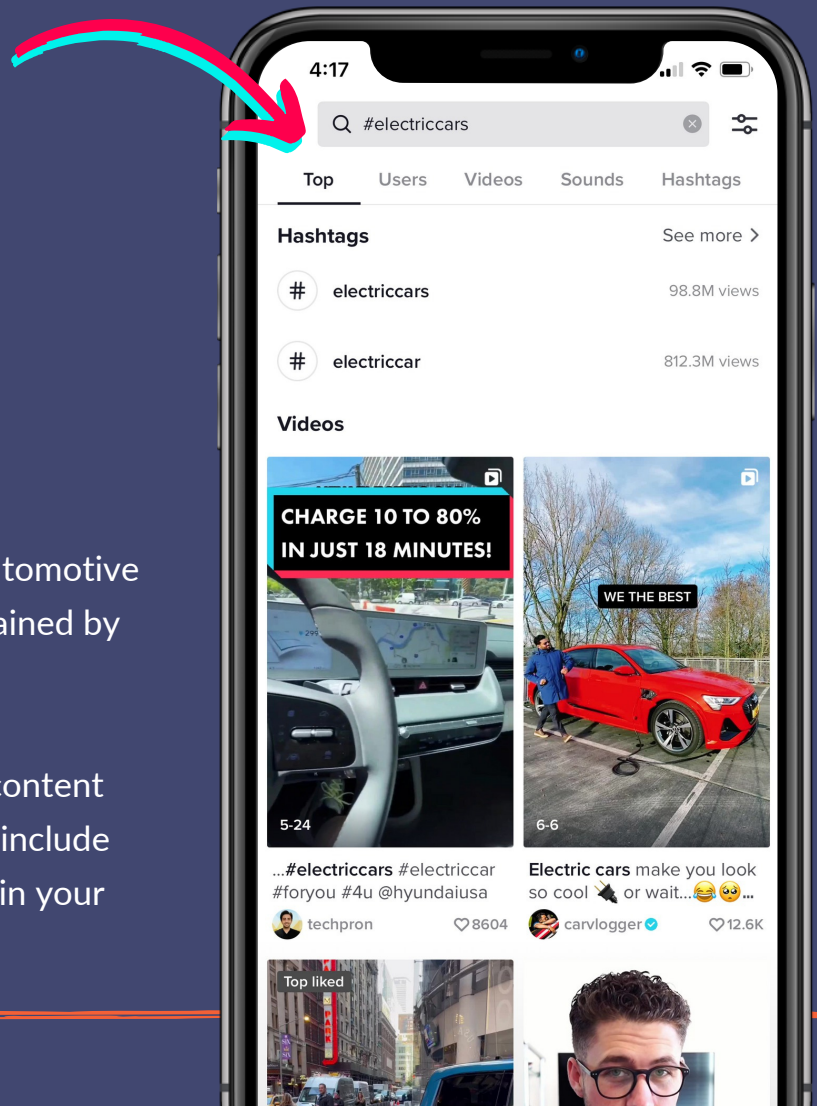 4:17
#electriccars
Top Users Videos Sounds Hashtags
Hashtags See more >
# electriccars 98.8M views
# electriccar 812.3M views
Videos
CHARGE 10 TO 80%
IN JUST 18 MINUTES!
WE THE BEST
tomotive
ained by
content
include
in your
299
5-24
6-6
...#electriccars #electriccar
#foryou #4u @hyundaiusa
techpron 8604
Electric cars make you look
so cool 🔌 or wait...😂🥺...
carvlogger 12.6K
Top liked
PARK